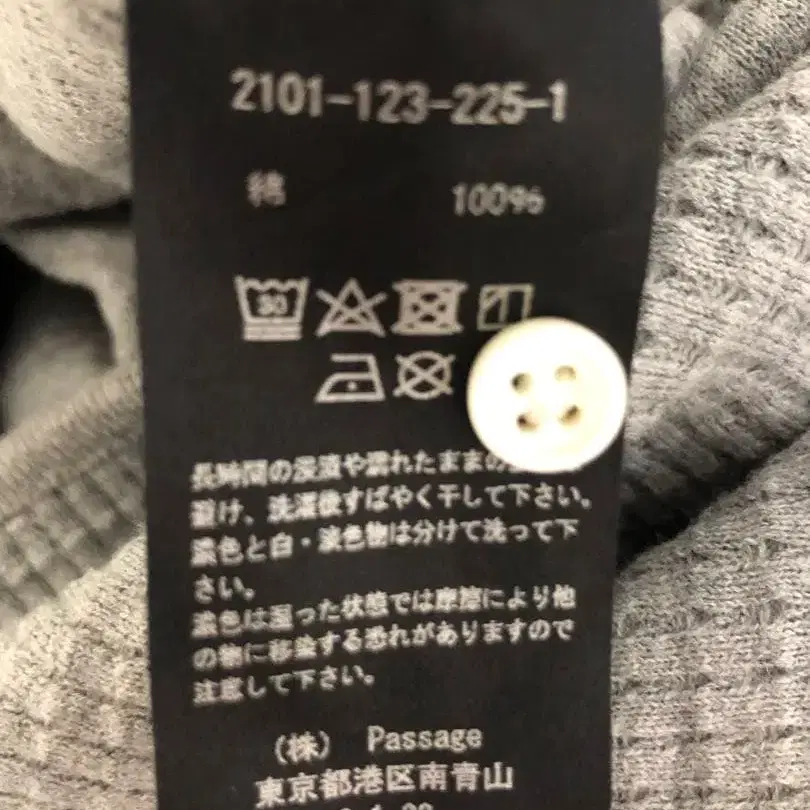 2101-123-225-1
綿 100%
30
長時間の浸漬や濡れたままの
避け、洗濯後すばやく干して下さい。
濃色と白・淡色物は分けて洗って下
さい。
濃色は湿った状態では摩擦により他
の物に移染する恐れがありますので
注意して下さい。
(株) Passage
東京都港区南青山